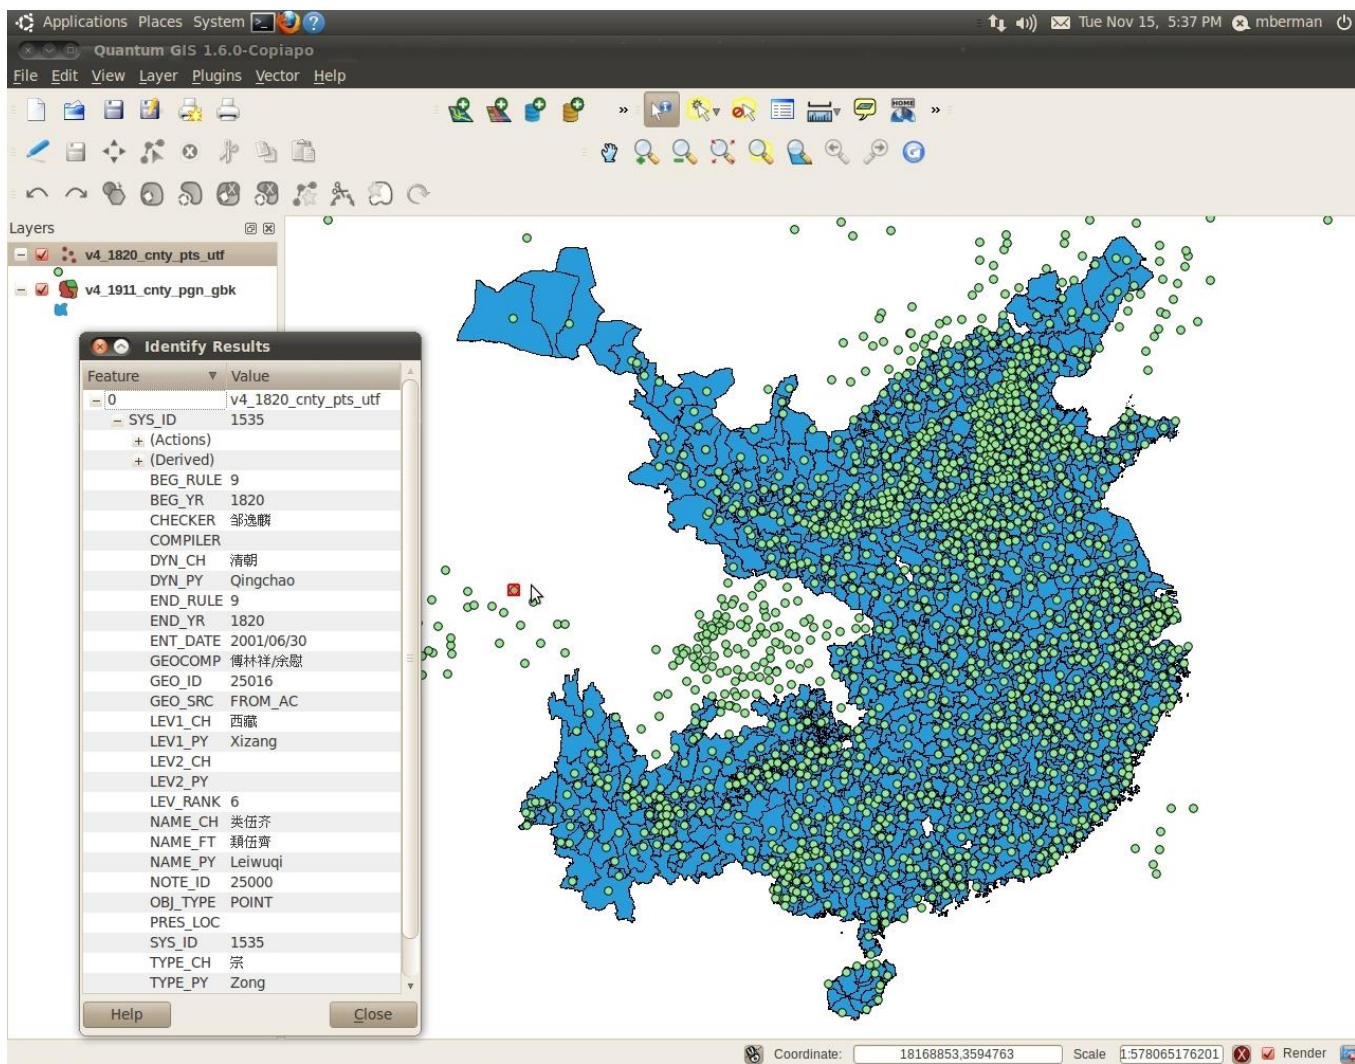 Applications Places System Tue Nov 15, 5:37 PM mberman
Quantum GIS 1.6.0-Copiapo
File Edit View Layer Plugins Vector Help
» HOME »
Layers
v4_1820_cnty_pts_utf
v4_1911_cnty_pgn_gbk
Identify Results
Feature Value
0 v4_1820_cnty_pts_utf
SYS_ID 1535
(Actions)
(Derived)
BEG_RULE 9
BEG_YR 1820
CHECKER 邹逸麟
COMPILER
DYN_CH 清朝
DYN_PY Qingchao
END_RULE 9
END_YR 1820
ENT_DATE 2001/06/30
GEOCOMP 傅林祥/余慰
GEO_ID 25016
GEO_SRC FROM_AC
LEV1_CH 西藏
LEV1_PY Xizang
LEV2_CH
LEV2_PY
LEV_RANK 6
NAME_CH 类伍齐
NAME_FT 類伍齊
NAME_PY Leiwuqi
NOTE_ID 25000
OBJ_TYPE POINT
PRES_LOC
SYS_ID 1535
TYPE_CH 宗
TYPE_PY Zong
Help Close
Coordinate: 18168853,3594763 Scale 1:578065176201 Render